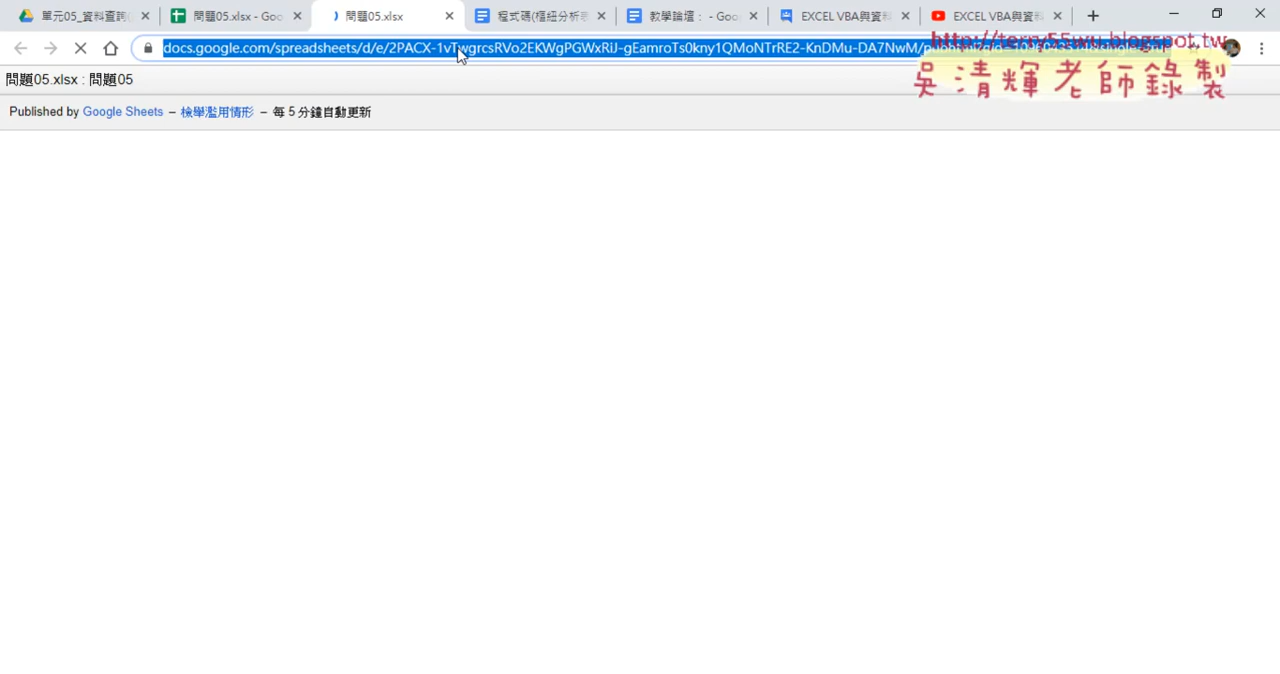 單元05_資料查詢(
問題05.xlsx - Goo
問題05.xlsx
程式碼(樞紐分析表
教學論壇： - Goo
EXCEL VBA與資料
EXCEL VBA與資料
docs.google.com/spreadsheets/d/e/2PACX-1vTwgrcsRVo2EKWgPGWxRiJ-gEamroTs0kny1QMoNTrRE2-KnDMu-DA7NwM/
http://terry55wu.blogspot.tw
吳清輝老師錄製
問題05.xlsx : 問題05
Published by Google Sheets – 檢舉濫用情形 – 每 5 分鐘自動更新